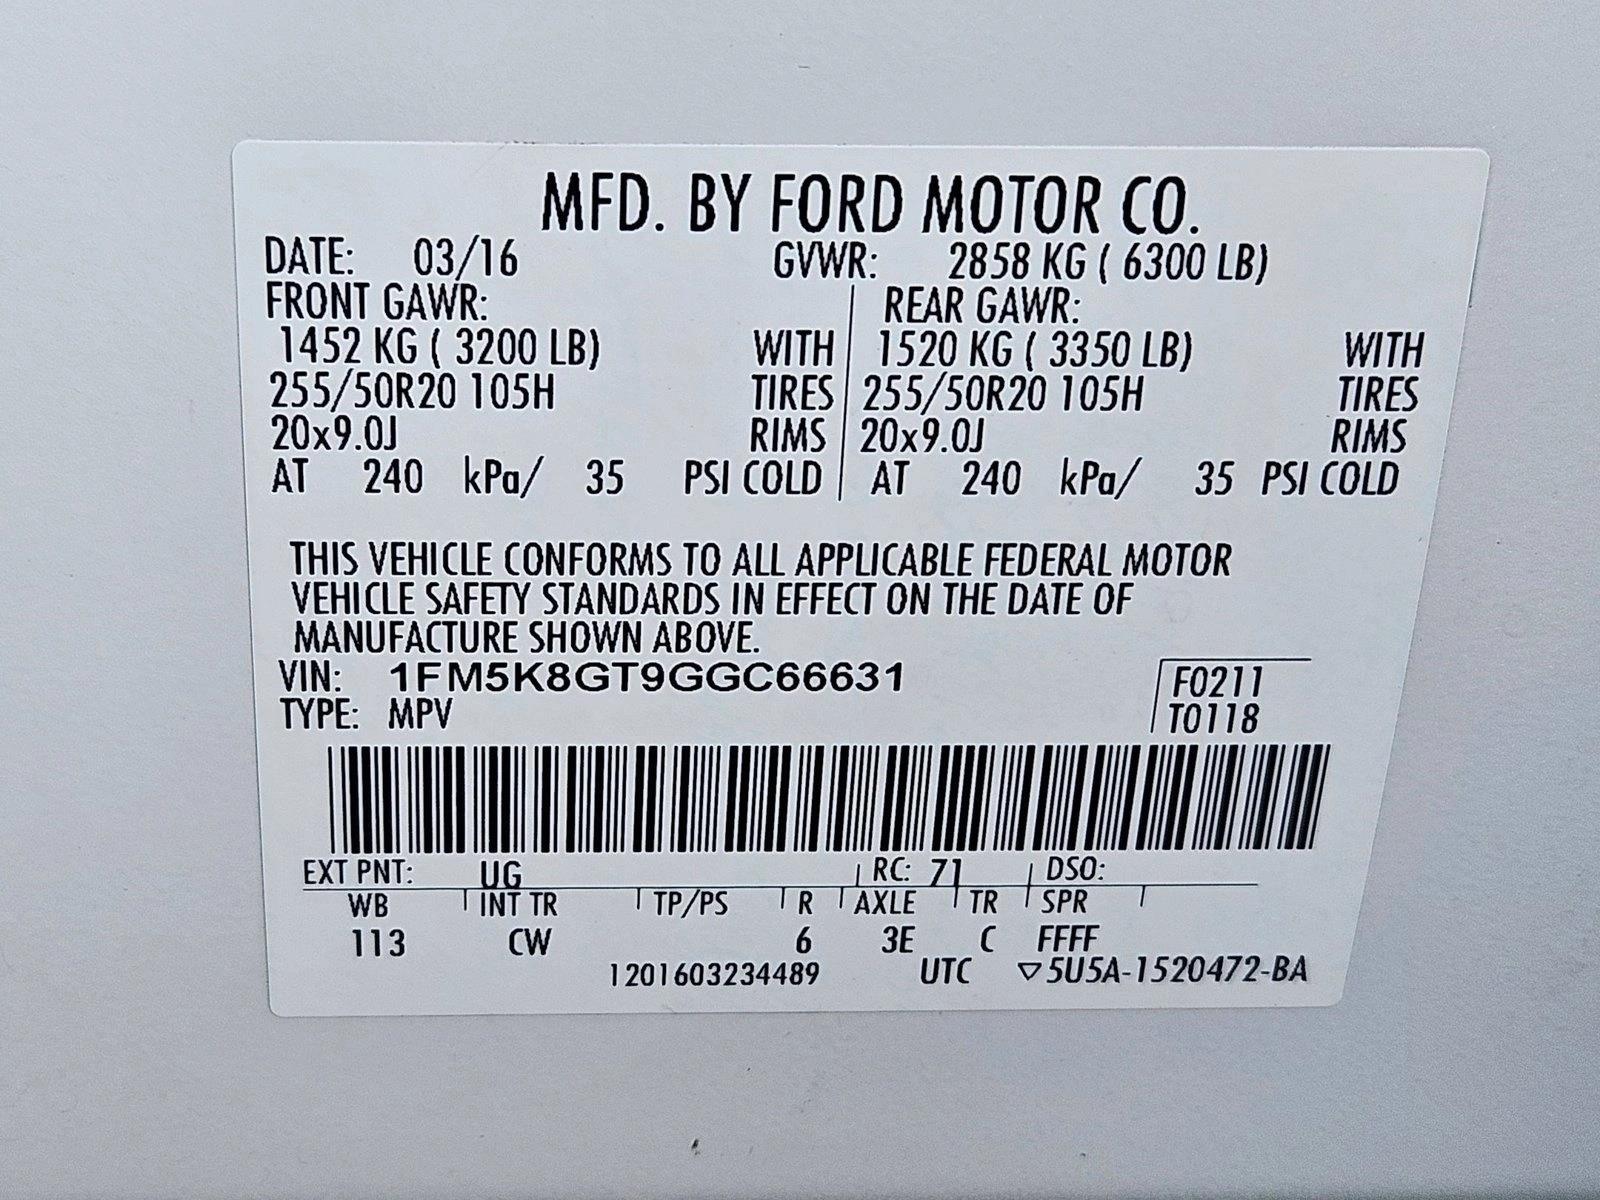 MFD. BY FORD MOTOR CO.
DATE: 03/16 GVWR: 2858 KG ( 6300 LB)
FRONT GAWR: REAR GAWR:
1452 KG ( 3200 LB) WITH 1520 KG ( 3350 LB) WITH
255/50R20 105H TIRES 255/50R20 105H TIRES
20x9.0J RIMS 20x9.0J RIMS
AT 240 kPa/ 35 PSI COLD AT 240 kPa/ 35 PSI COLD
THIS VEHICLE CONFORMS TO ALL APPLICABLE FEDERAL MOTOR
VEHICLE SAFETY STANDARDS IN EFFECT ON THE DATE OF
MANUFACTURE SHOWN ABOVE.
VIN: 1FM5K8GT9GGC66631 F0211
TYPE: MPV T0118
EXT PNT: UG RC: 71 DSO:
WB INT TR TP/PS R AXLE TR SPR
113 CW 6 3E C FFFF
1201603234489 UTC ▽5U5A-1520472-BA